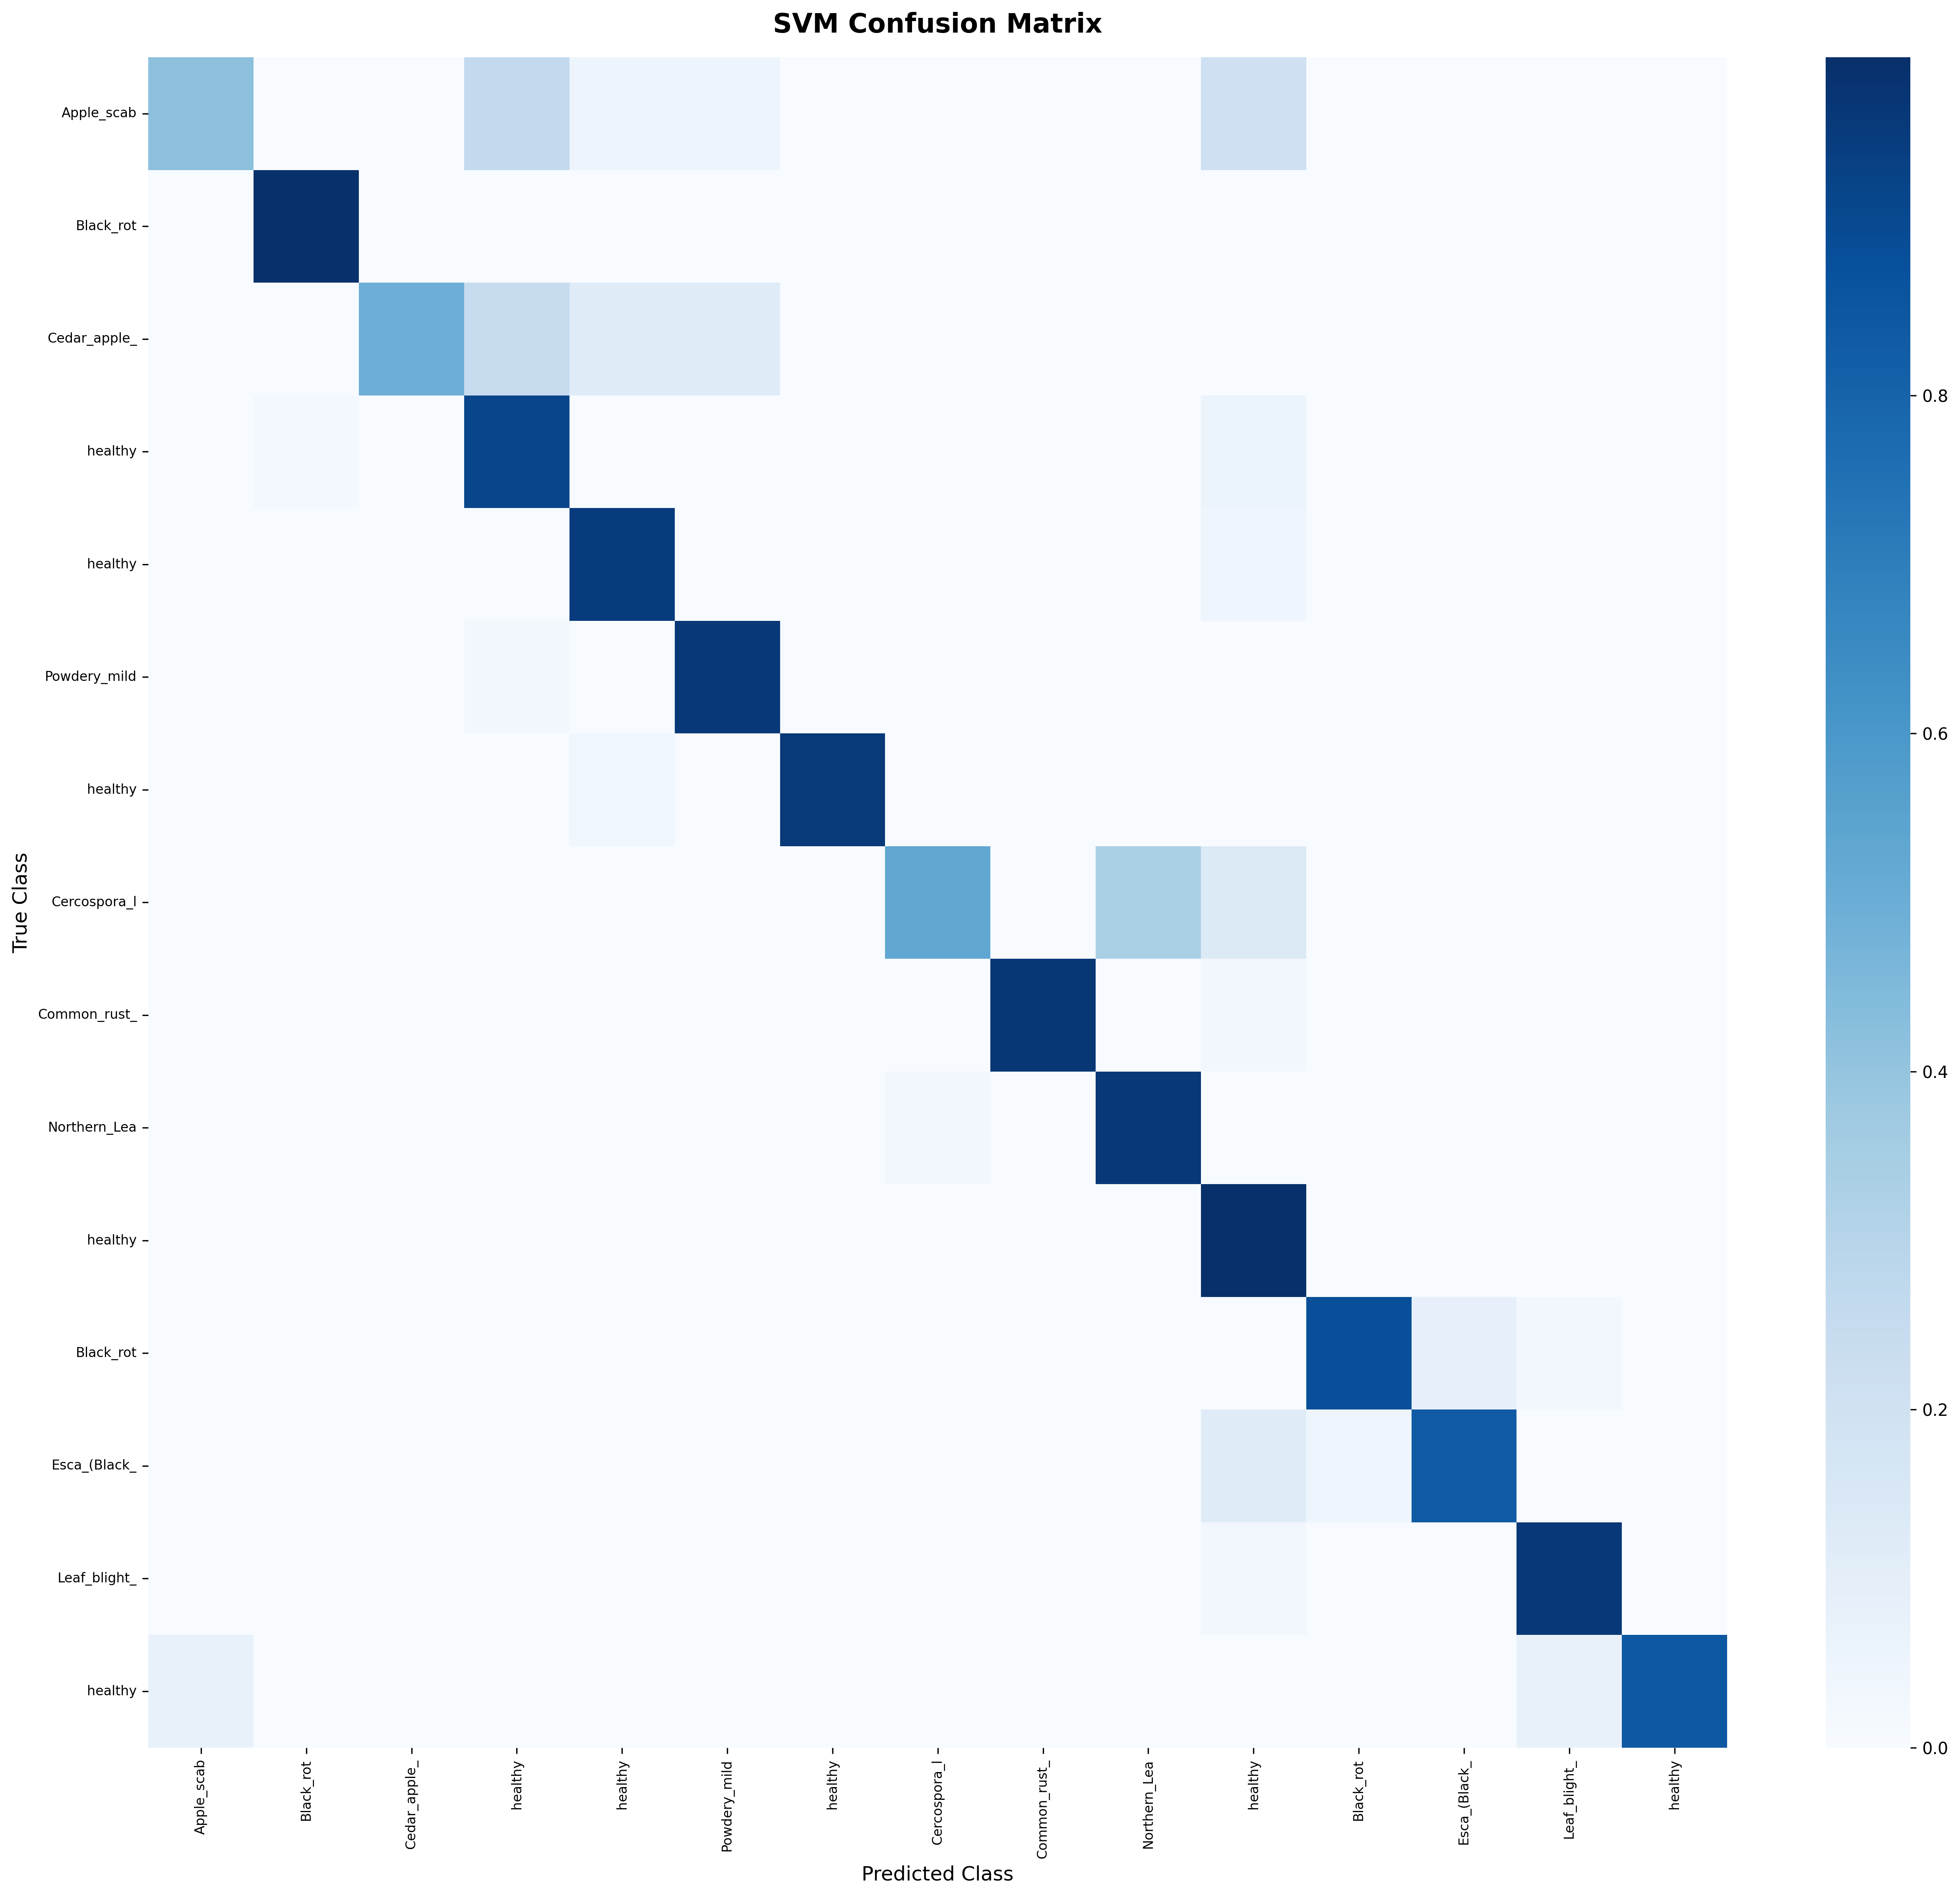 SVM Confusion Matrix
True Class
Apple_scab
Black_rot
Cedar_apple_
healthy
healthy
Powdery_mild
healthy
Cercospora_l
Common_rust_
Northern_Lea
healthy
Black_rot
Esca_(Black_
Leaf_blight_
healthy
0.8
0.6
0.4
0.2
0.0
Apple_scab
Black_rot
Cedar_apple_
healthy
healthy
Powdery_mild
healthy
Cercospora_l
Common_rust_
Northern_Lea
healthy
Black_rot
Esca_(Black_
Leaf_blight_
healthy
Predicted Class